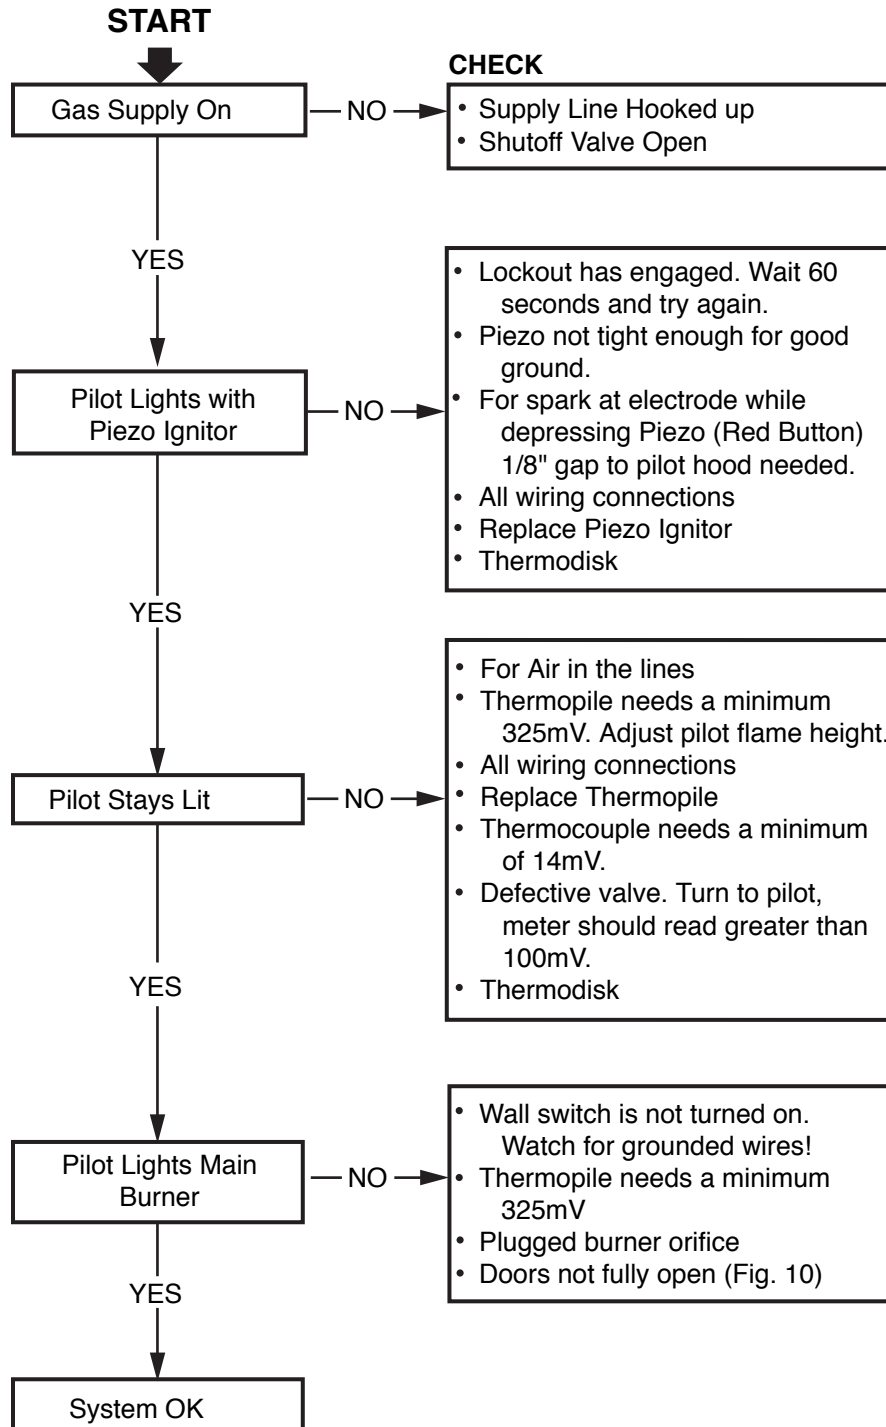 START
CHECK
Gas Supply On
NO
• Supply Line Hooked up
• Shutoff Valve Open
YES
Pilot Lights with
Piezo Ignitor
NO
• Lockout has engaged. Wait 60
seconds and try again.
• Piezo not tight enough for good
ground.
• For spark at electrode while
depressing Piezo (Red Button)
1/8" gap to pilot hood needed.
• All wiring connections
• Replace Piezo Ignitor
• Thermodisk
YES
Pilot Stays Lit
NO
• For Air in the lines
• Thermopile needs a minimum
325mV. Adjust pilot flame height.
• All wiring connections
• Replace Thermopile
• Thermocouple needs a minimum
of 14mV.
• Defective valve. Turn to pilot,
meter should read greater than
100mV.
• Thermodisk
YES
Pilot Lights Main
Burner
NO
• Wall switch is not turned on.
Watch for grounded wires!
• Thermopile needs a minimum
325mV
• Plugged burner orifice
• Doors not fully open (Fig. 10)
YES
System OK